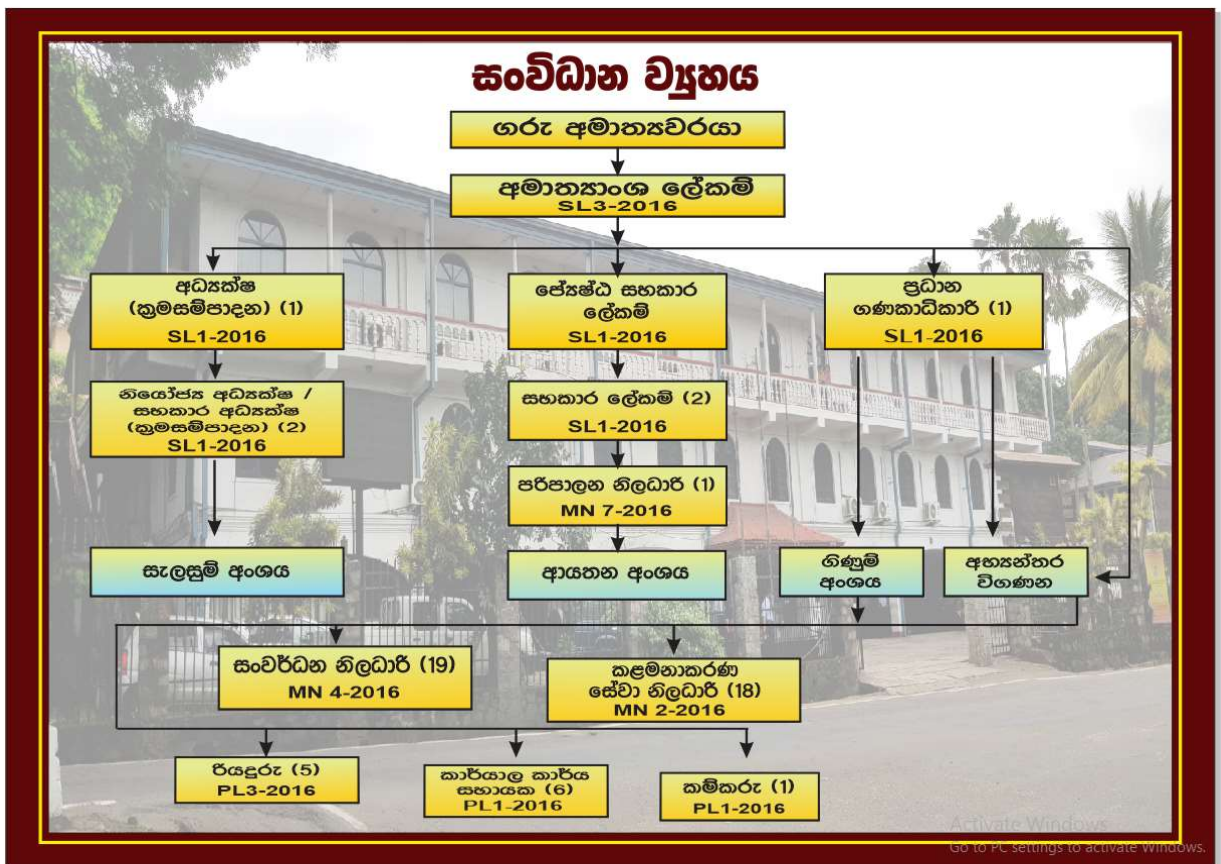 සංවිධාන ව්‍යුහය
ගරු අමාත්‍යවරයා
අමාත්‍යාංශ ලේකම්
SL3-2016
අධ්‍යක්ෂ
(ක්‍රමසම්පාදන) (1)
SL1-2016
ජ්‍යේෂ්ඨ සහකාර
ලේකම්
SL1-2016
ප්‍රධාන
ගණකාධිකාරි (1)
SL1-2016
නියෝජ්‍ය අධ්‍යක්ෂ /
සහකාර අධ්‍යක්ෂ
(ක්‍රමසම්පාදන) (2)
SL1-2016
සහකාර ලේකම් (2)
SL1-2016
පරිපාලන නිලධාරි (1)
MN 7-2016
සැලසුම් අංශය
ආයතන අංශය
ගිණුම්
අංශය
අභ්‍යන්තර
විගණන
සංවර්ධන නිලධාරි (19)
MN 4-2016
කළමනාකරණ
සේවා නිලධාරි (18)
MN 2-2016
රියදුරු (5)
PL3-2016
කාර්යාල කාර්ය
සහායක (6)
PL1-2016
කම්කරු (1)
PL1-2016
Activate Windows
Go to PC settings to activate Windows.